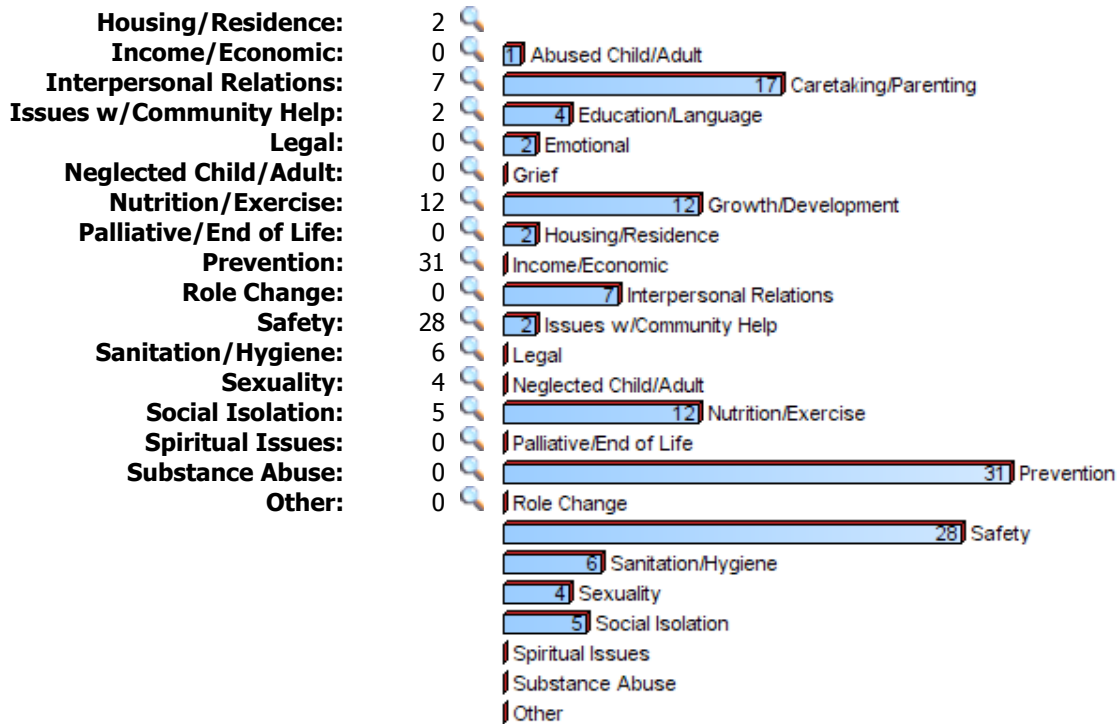 Housing/Residence: 2
Income/Economic: 0
Interpersonal Relations: 7
Issues w/Community Help: 2
Legal: 0
Neglected Child/Adult: 0
Nutrition/Exercise: 12
Palliative/End of Life: 0
Prevention: 31
Role Change: 0
Safety: 28
Sanitation/Hygiene: 6
Sexuality: 4
Social Isolation: 5
Spiritual Issues: 0
Substance Abuse: 0
Other: 0
1 Abused Child/Adult
17 Caretaking/Parenting
4 Education/Language
2 Emotional
Grief
12 Growth/Development
2 Housing/Residence
Income/Economic
7 Interpersonal Relations
2 Issues w/Community Help
Legal
Neglected Child/Adult
12 Nutrition/Exercise
Palliative/End of Life
31 Prevention
Role Change
28 Safety
6 Sanitation/Hygiene
4 Sexuality
5 Social Isolation
Spiritual Issues
Substance Abuse
Other